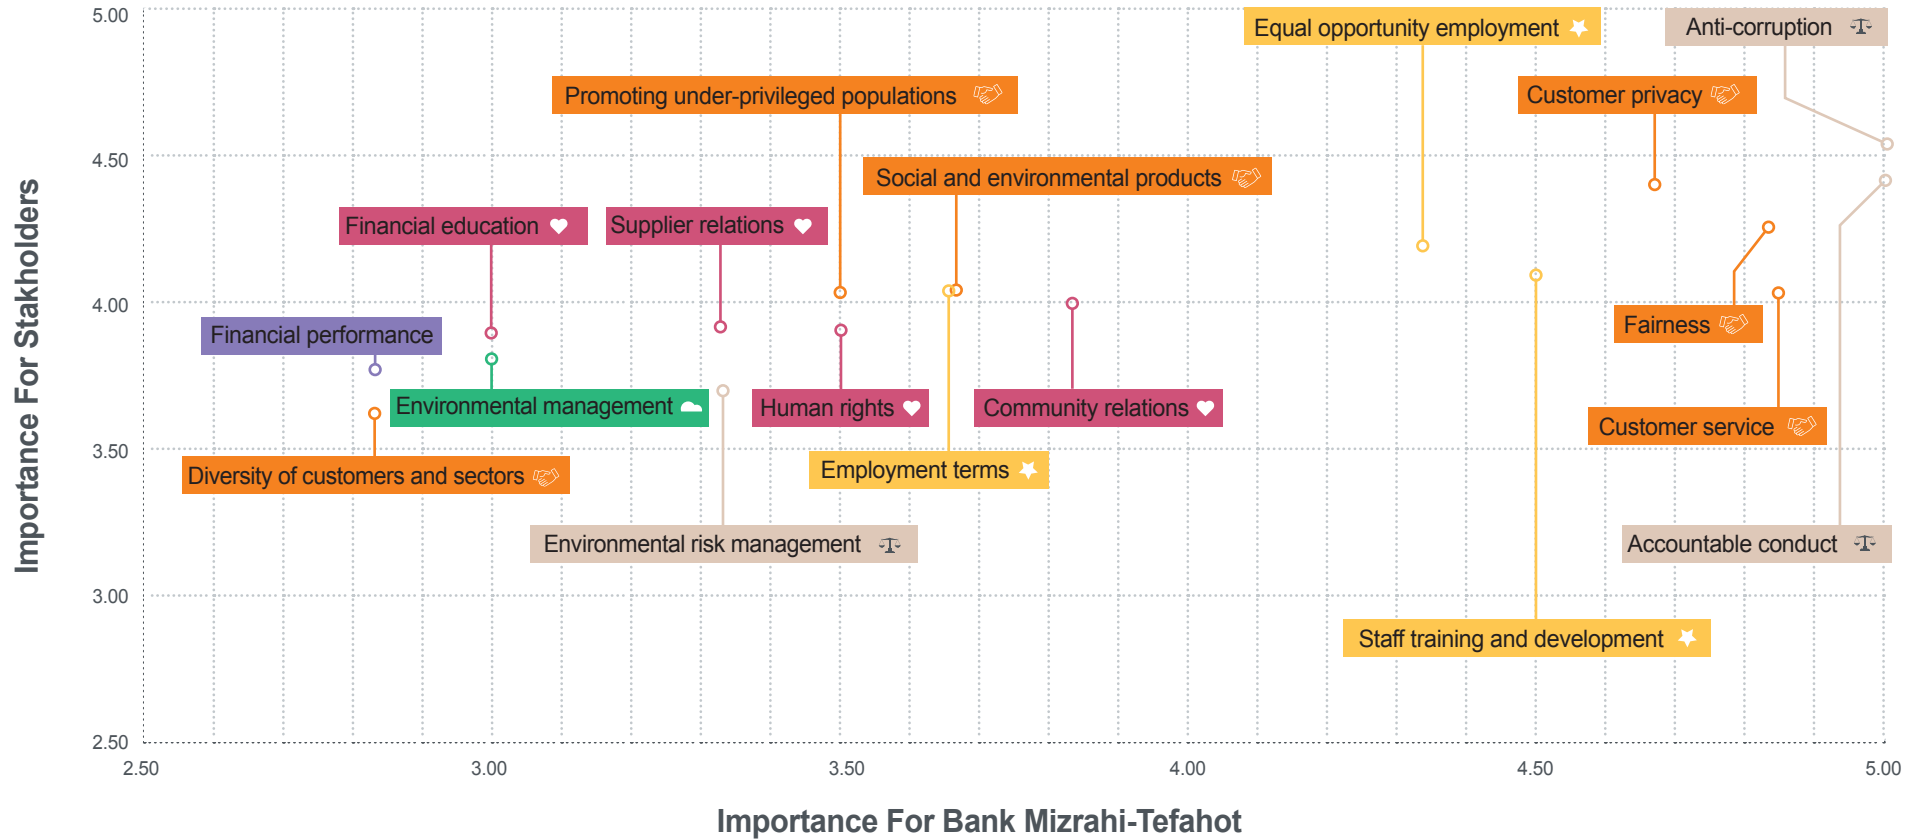 5.00
Equal opportunity employment
Anti-corruption
Promoting under-privileged populations
Customer privacy
4.50
Social and environmental products
Financial education
Supplier relations
4.00
Financial performance
Fairness
Environmental management
Human rights
Community relations
Customer service
3.50
Diversity of customers and sectors
Employment terms
Environmental risk management
Accountable conduct
3.00
Staff training and development
2.50
Importance For Stakholders
2.50 3.00 3.50 4.00 4.50 5.00
Importance For Bank Mizrahi-Tefahot